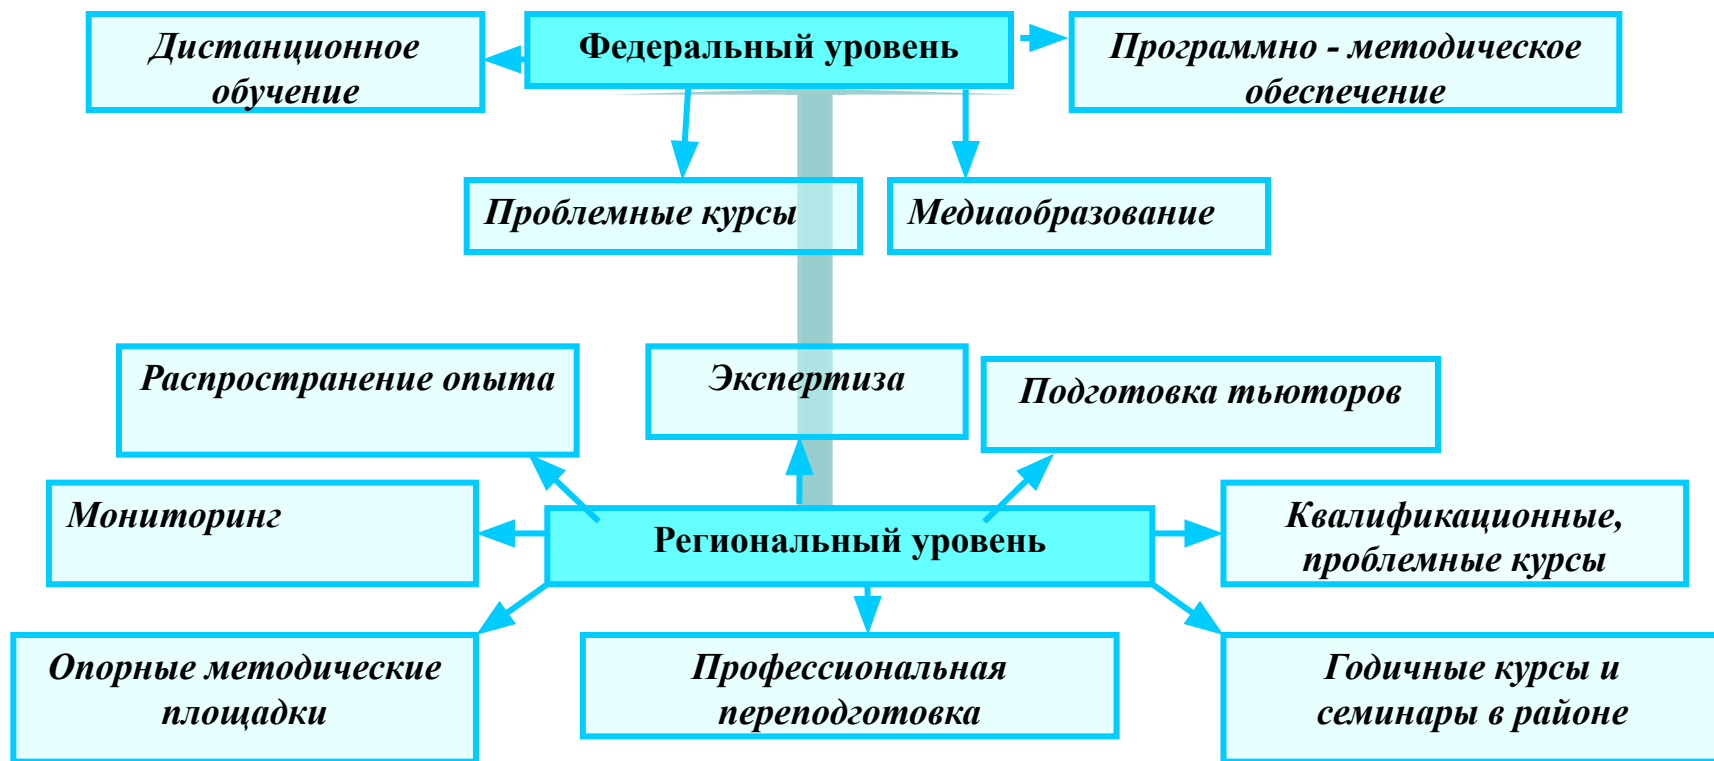 Дистанционное
обучение
Федеральный уровень
Программно - методическое
обеспечение
Проблемные курсы
Медиаобразование
Распространение опыта
Экспертиза
Подготовка тьюторов
Мониторинг
Региональный уровень
Квалификационные,
проблемные курсы
Опорные методические
площадки
Профессиональная
переподготовка
Годичные курсы и
семинары в районе